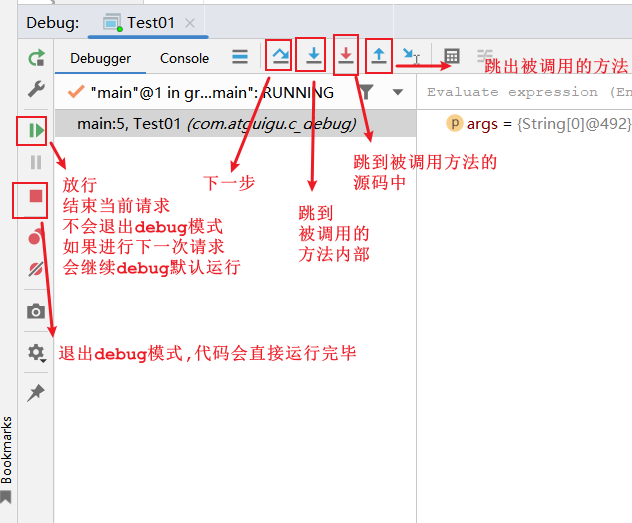 Debug: Test01
Debugger Console
跳出被调用的方法
"main"@1 in gr...main": RUNNING
Evaluate expression (En
main:5, Test01 (com.atguigu.c_debug)
p args = {String[0]@492}
跳到被调用方法的
源码中
下一步
放行
结束当前请求
不会退出debug模式
如果进行下一次请求
会继续debug默认运行
跳到
被调用的
方法内部
退出debug模式,代码会直接运行完毕
Bookmarks